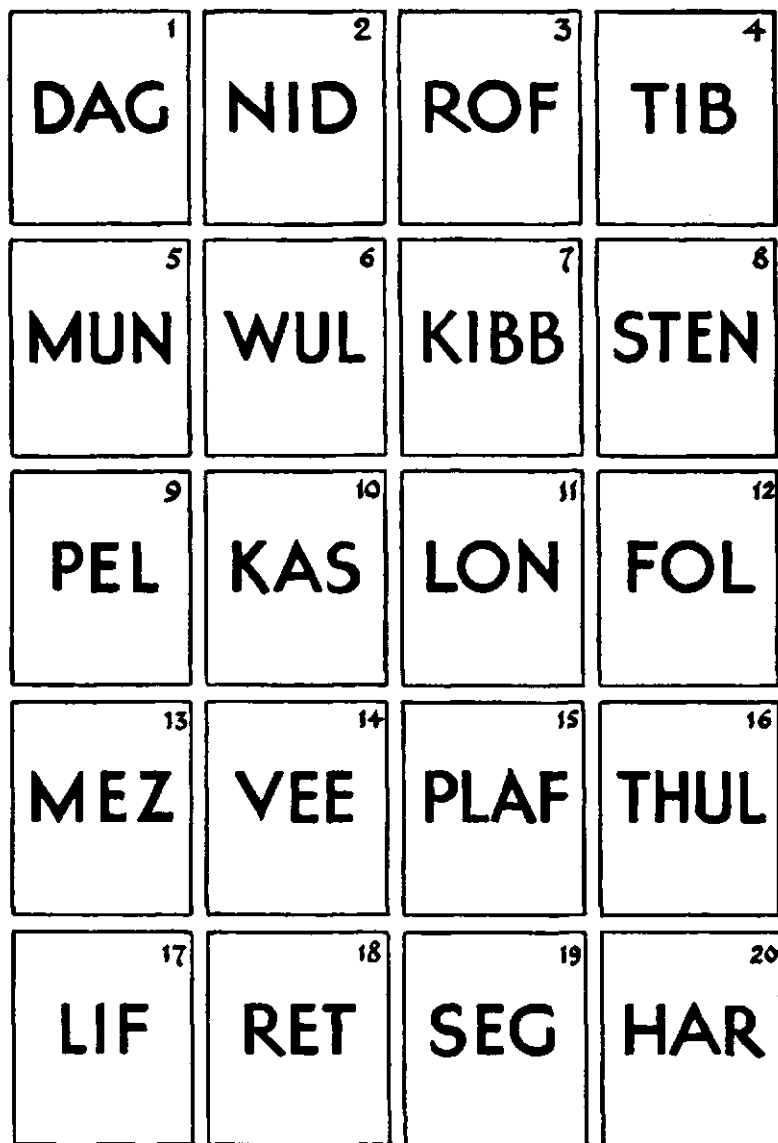 1 2 3 4
DAG NID ROF TIB
5 6 7 8
MUN WUL KIBB STEN
9 10 11 12
PEL KAS LON FOL
13 14 15 16
MEZ VEE PLAF THUL
17 18 19 20
LIF RET SEG HAR